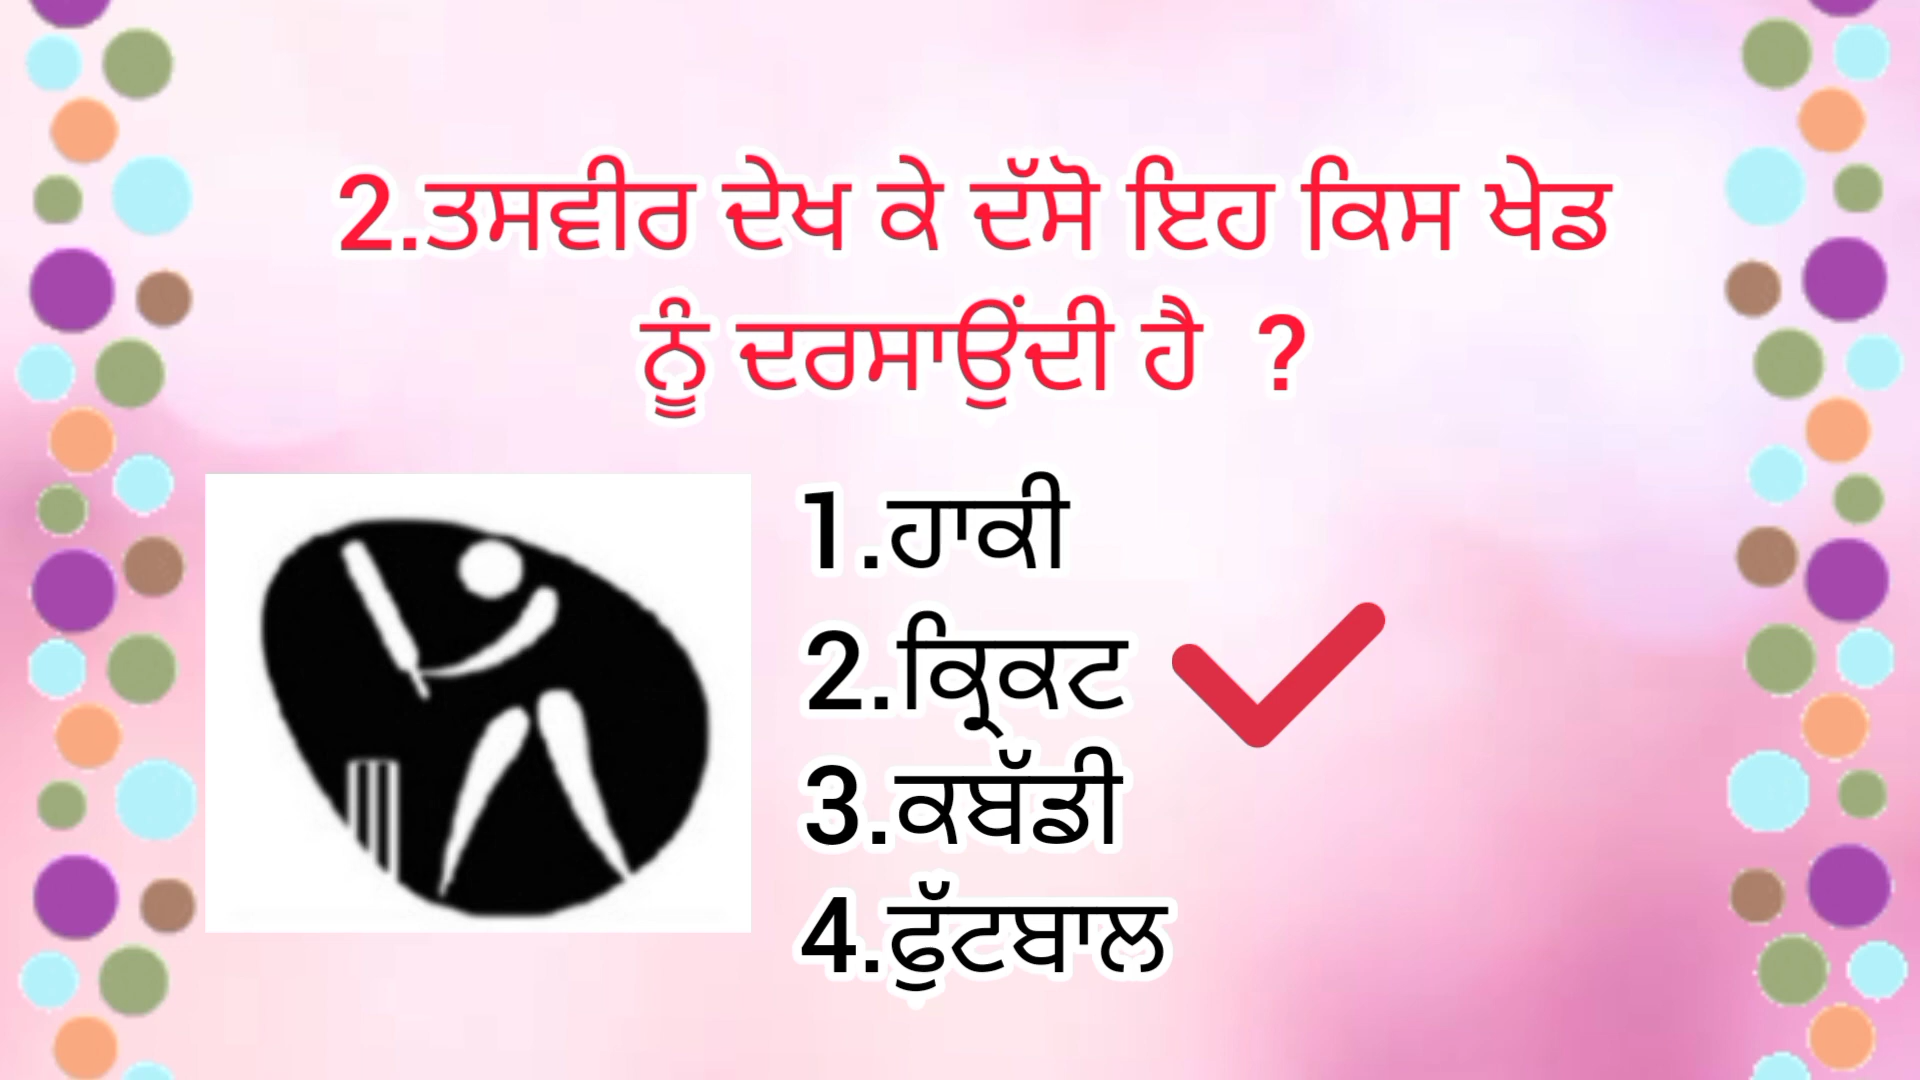 2.ਤਸਵੀਰ ਦੇਖ ਕੇ ਦੱਸੋ ਇਹ ਕਿਸ ਖੇਡ
ਨੂੰ ਦਰਸਾਉਂਦੀ ਹੈ ?
1.ਹਾਕੀ
2.ਕ੍ਰਿਕਟ
3.ਕਬੱਡੀ
4.ਫੁੱਟਬਾਲ